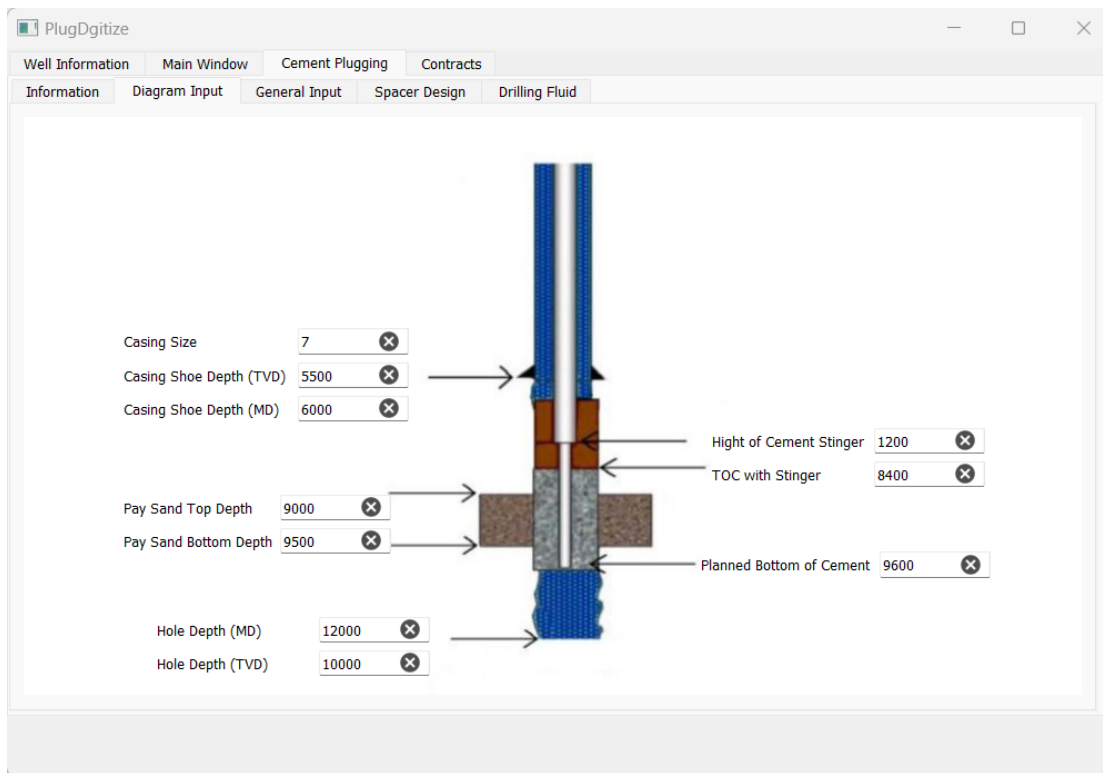 PlugDgitize
Well Information Main Window Cement Plugging Contracts
Information Diagram Input General Input Spacer Design Drilling Fluid
Casing Size 7
Casing Shoe Depth (TVD) 5500
Casing Shoe Depth (MD) 6000
Hight of Cement Stinger 1200
TOC with Stinger 8400
Pay Sand Top Depth 9000
Pay Sand Bottom Depth 9500
Planned Bottom of Cement 9600
Hole Depth (MD) 12000
Hole Depth (TVD) 10000